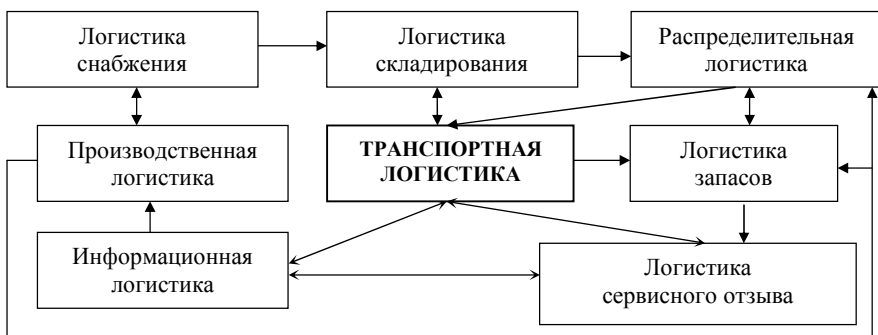 Логистика
снабжения
Логистика
складирования
Распределительная
логистика
Производственная
логистика
ТРАНСПОРТНАЯ
ЛОГИСТИКА
Логистика
запасов
Информационная
логистика
Логистика
сервисного отзыва